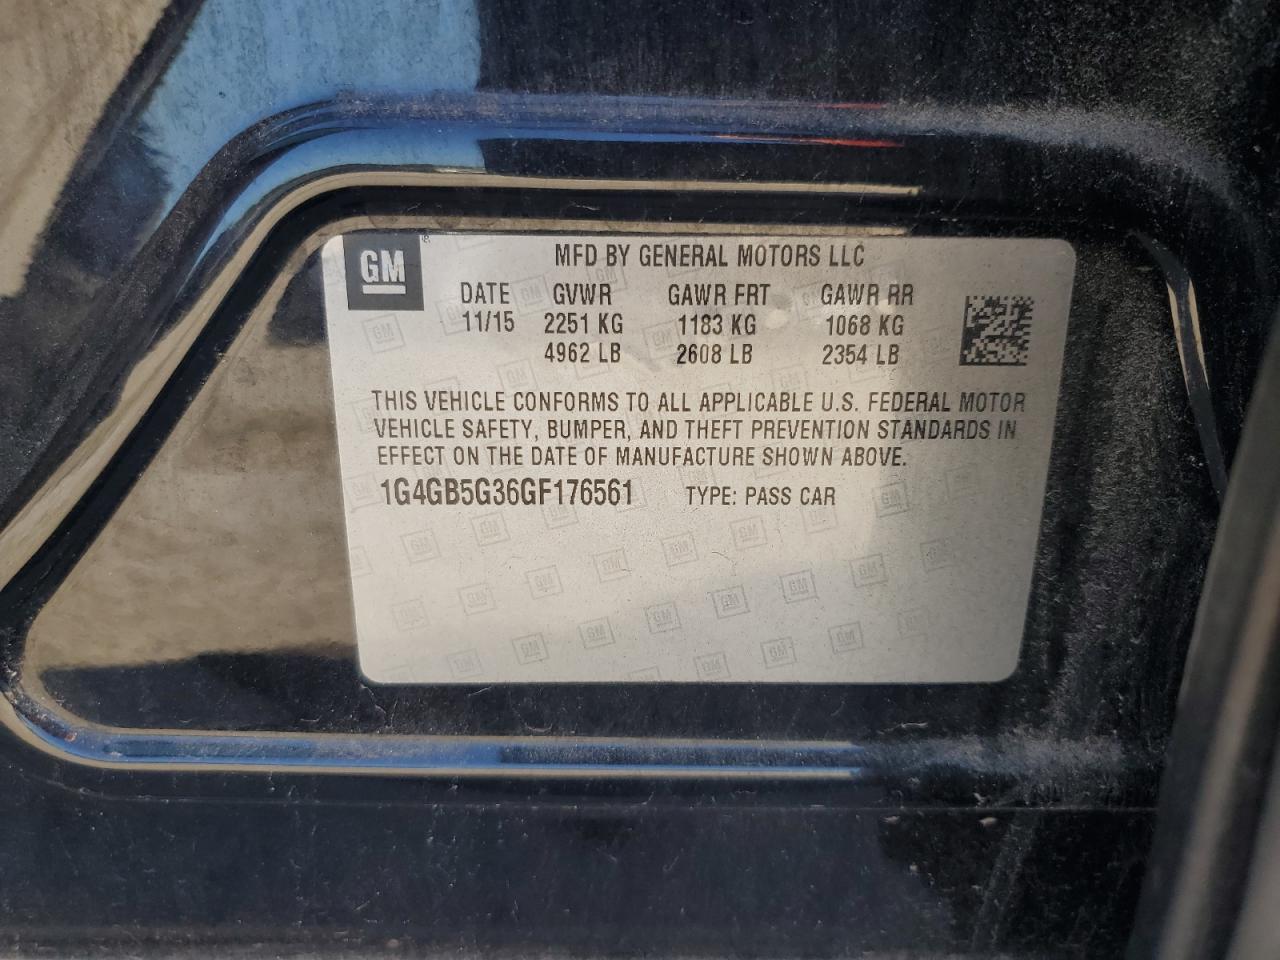 GM
MFD BY GENERAL MOTORS LLC
DATE GVWR GAWR FRT GAWR RR
11/15 2251 KG 1183 KG 1068 KG
4962 LB 2608 LB 2354 LB
THIS VEHICLE CONFORMS TO ALL APPLICABLE U.S. FEDERAL MOTOR
VEHICLE SAFETY, BUMPER, AND THEFT PREVENTION STANDARDS IN
EFFECT ON THE DATE OF MANUFACTURE SHOWN ABOVE.
1G4GB5G36GF176561 TYPE: PASS CAR